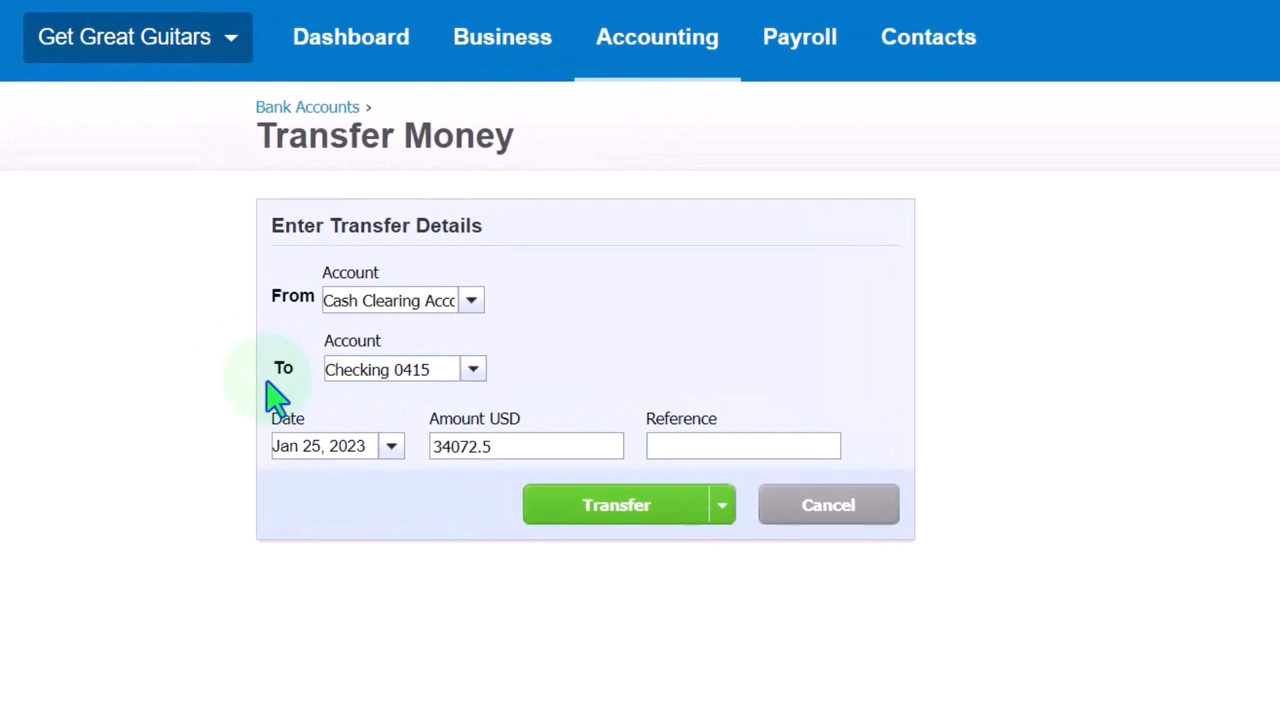 Get Great Guitars Dashboard Business Accounting Payroll Contacts
Bank Accounts ›
Transfer Money
Enter Transfer Details
Account
From Cash Clearing Acco
Account
To Checking 0415
Date Amount USD Reference
Jan 25, 2023 34072.5
Transfer Cancel